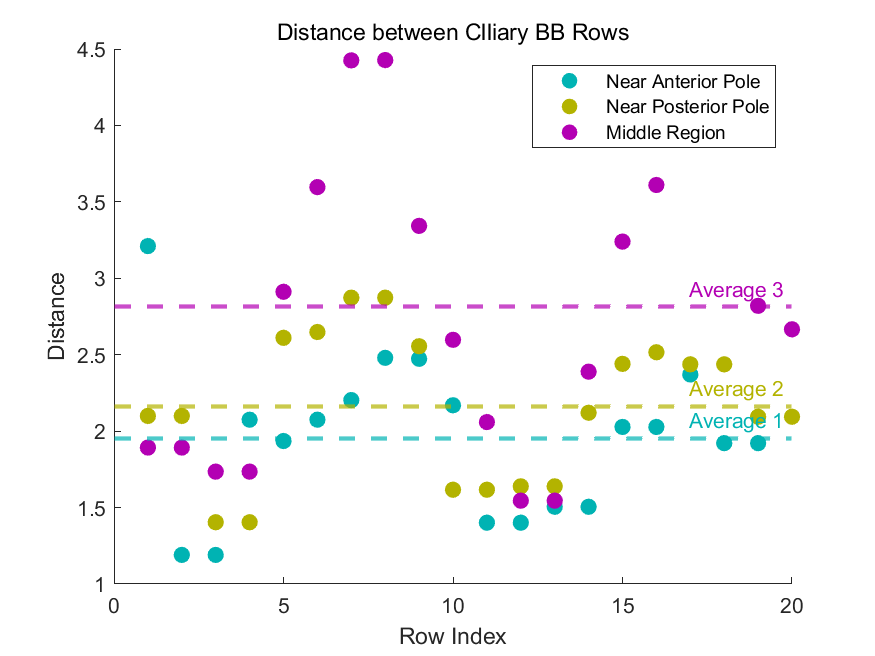 Distance between CIliary BB Rows
4.5
4
3.5
3
2.5
2
1.5
1
Distance
Near Anterior Pole
Near Posterior Pole
Middle Region
Average 3
Average 2
Average 1
0
5
10
15
20
Row Index